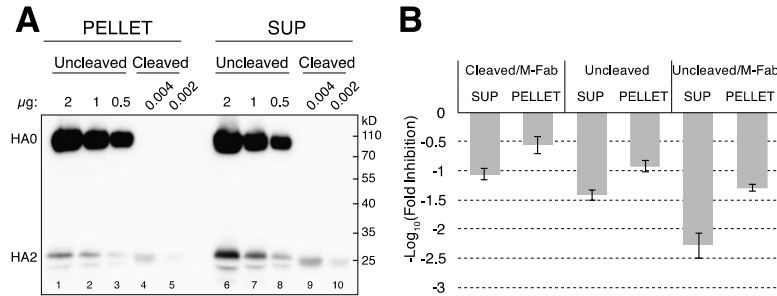 A
PELLET SUP
Uncleaved Cleaved Uncleaved Cleaved
µg: 2 1 0.5 0.004 0.002 2 1 0.5 0.004 0.002
kD
HA0
110
70
55
40
35
HA2
25
1 2 3 4 5 6 7 8 9 10
B
Cleaved/M-Fab Uncleaved Uncleaved/M-Fab
SUP PELLET SUP PELLET SUP PELLET
-Log10(Fold Inhibition)
0
-0.5
-1
-1.5
-2
-2.5
-3